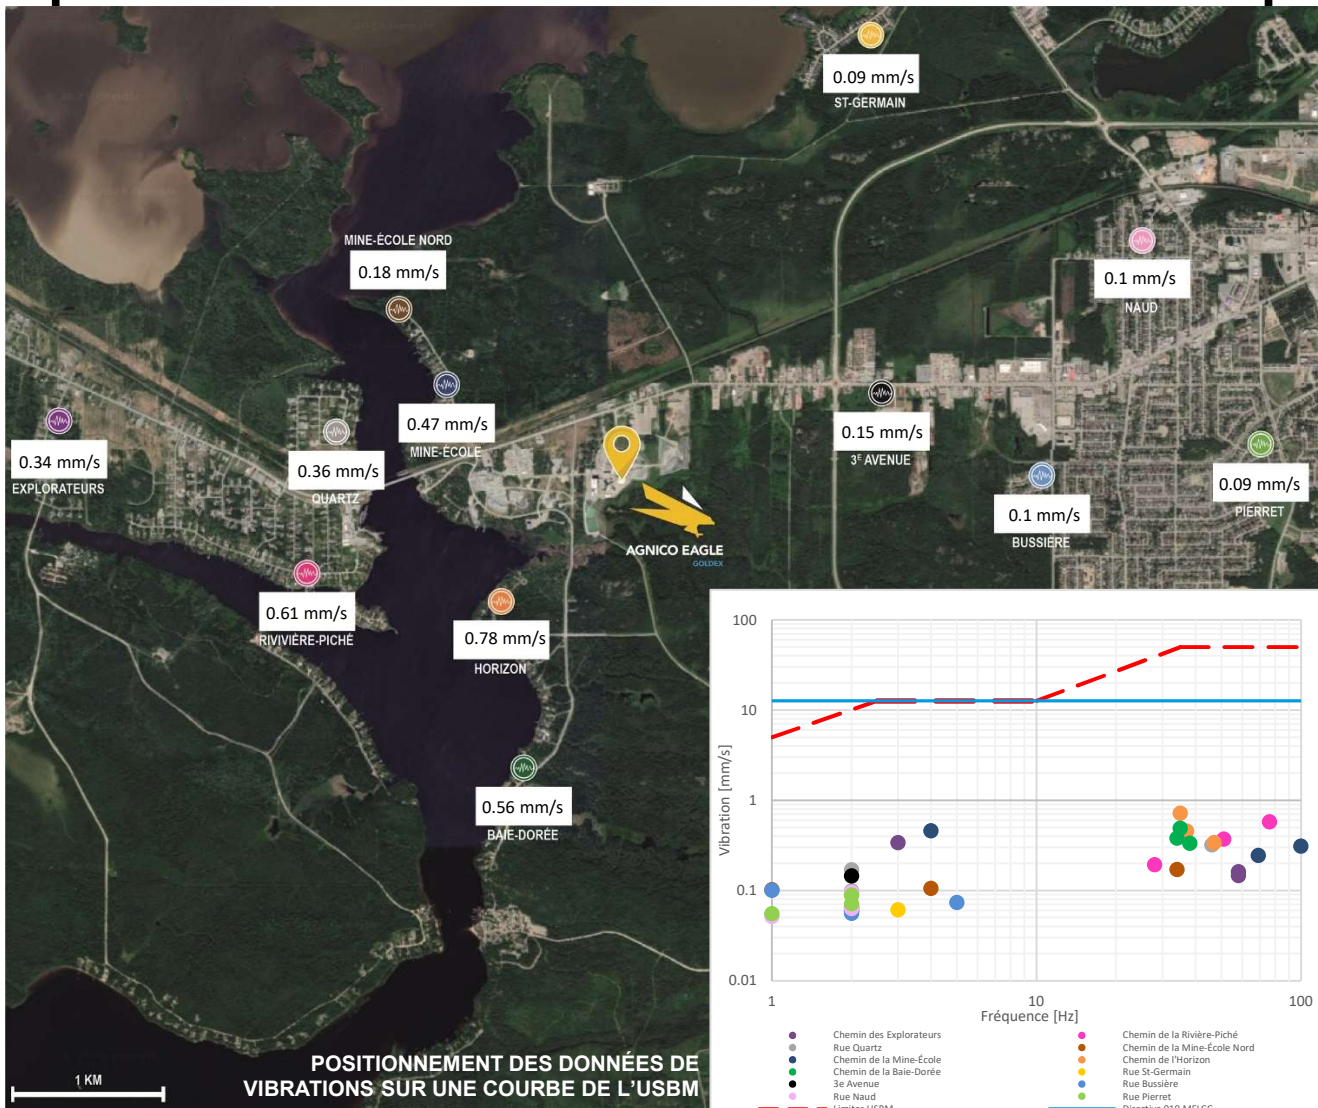 0.09 mm/s
ST-GERMAIN
MINE-ÉCOLE NORD
0.18 mm/s
0.1 mm/s
NAUD
0.47 mm/s
MINE-ÉCOLE
0.34 mm/s
EXPLORATEURS
0.36 mm/s
QUARTZ
0.15 mm/s
3E AVENUE
0.09 mm/s
PIERRET
0.1 mm/s
BUSSIÈRE
AGNICO EAGLE
GOLDEX
0.61 mm/s
RIVIVIÈRE-PICHÉ
0.78 mm/s
HORIZON
0.56 mm/s
BAIE-DORÉE
100
10
1
0.1
0.01
Vibration [mm/s]
1 10 100
Fréquence [Hz]
Chemin des Explorateurs
Chemin de la Rivière-Piché
Rue Quartz
Chemin de la Mine-École Nord
Chemin de la Mine-École
Chemin de l'Horizon
Chemin de la Baie-Dorée
Rue St-Germain
3e Avenue
Rue Bussière
Rue Naud
Rue Pierret
Limites USBM
Directive 019 MELCC
1 KM
POSITIONNEMENT DES DONNÉES DE
VIBRATIONS SUR UNE COURBE DE L'USBM